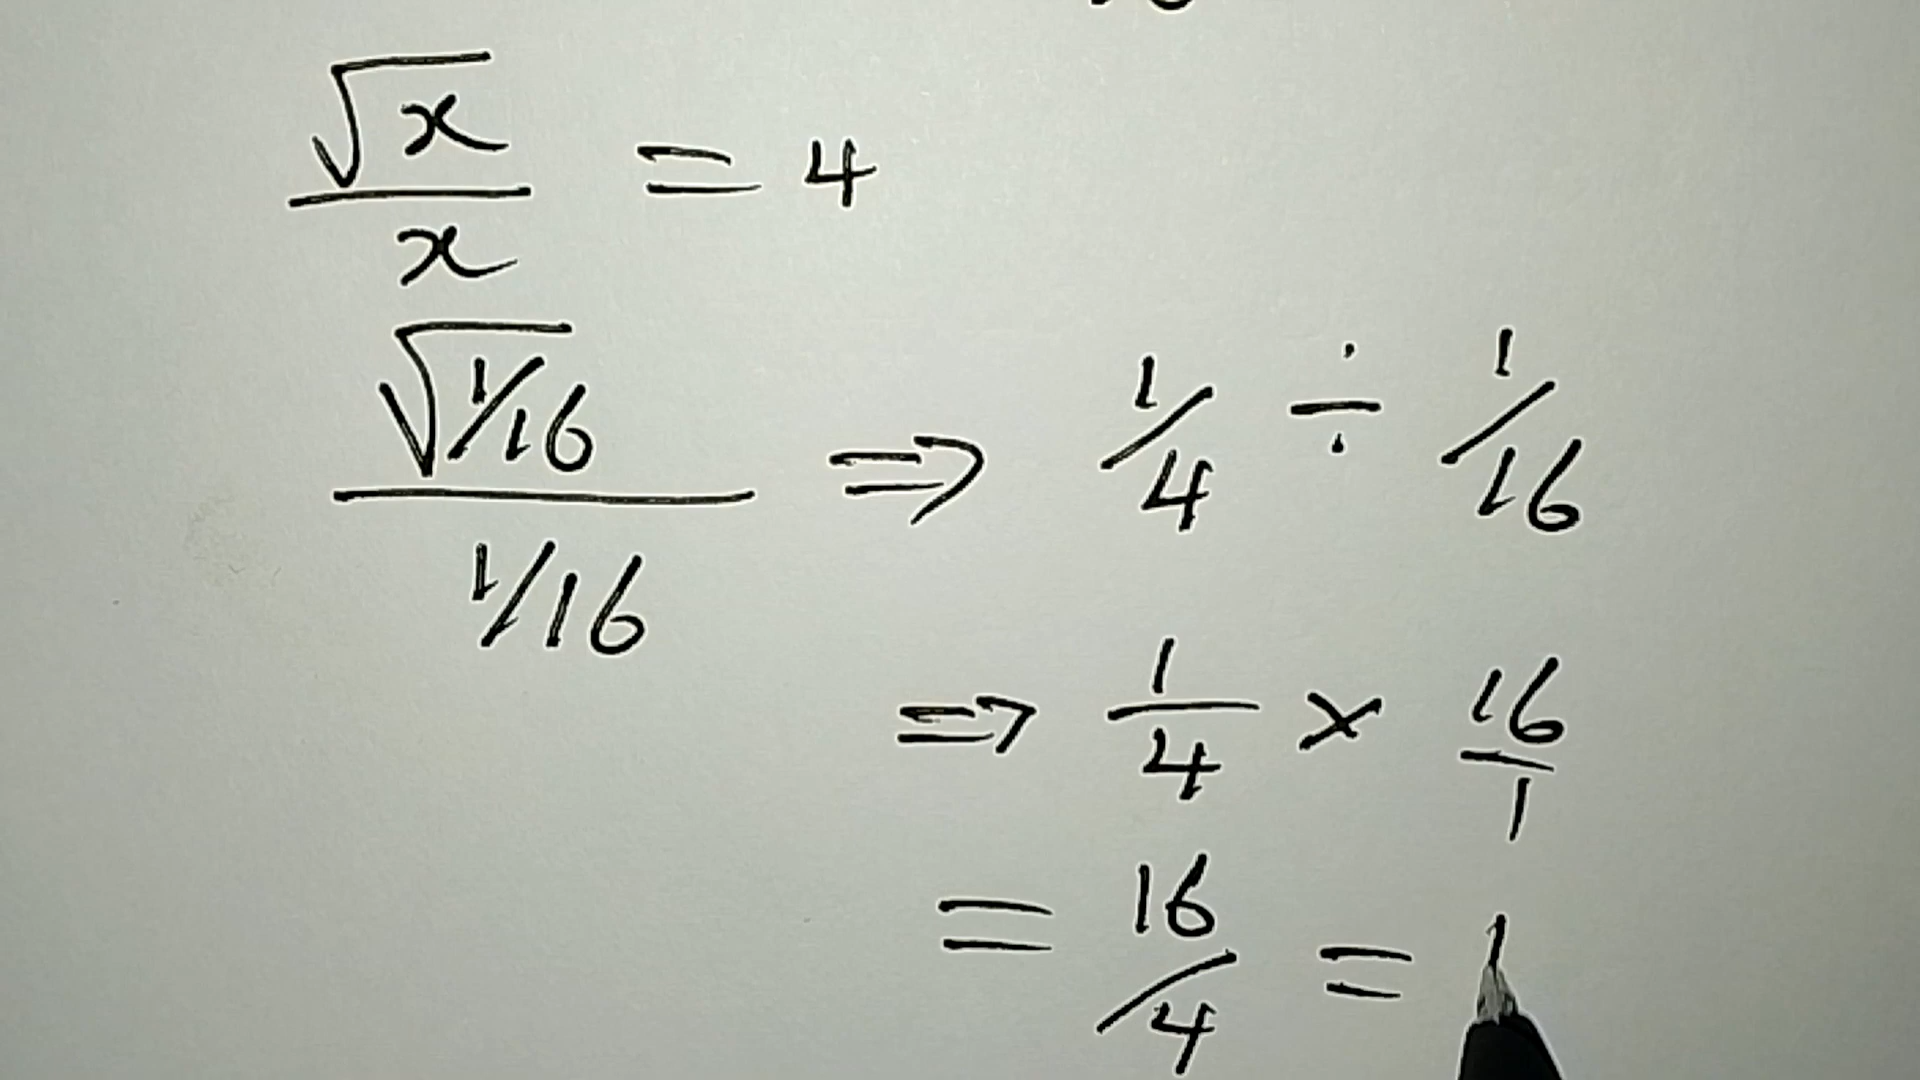 √x/x = 4
√(1/16)/(1/16) ⇒ 1/4 ÷ 1/16
⇒ 1/4 × 16/1
= 16/4 =